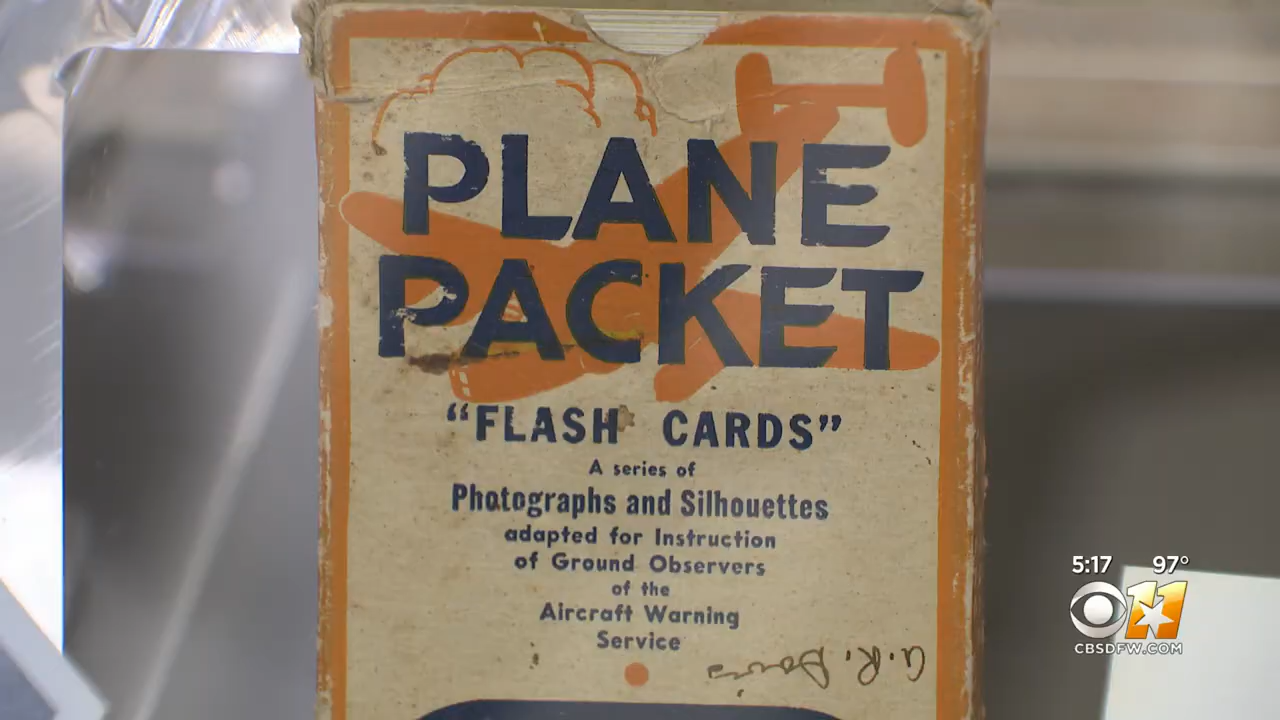 PLANE
PACKET
“FLASH CARDS”
A series of
Photographs and Silhouettes
adapted for Instruction
of Ground Observers
of the
Aircraft Warning
Service
5:17 97°
11
CBSDFW.COM